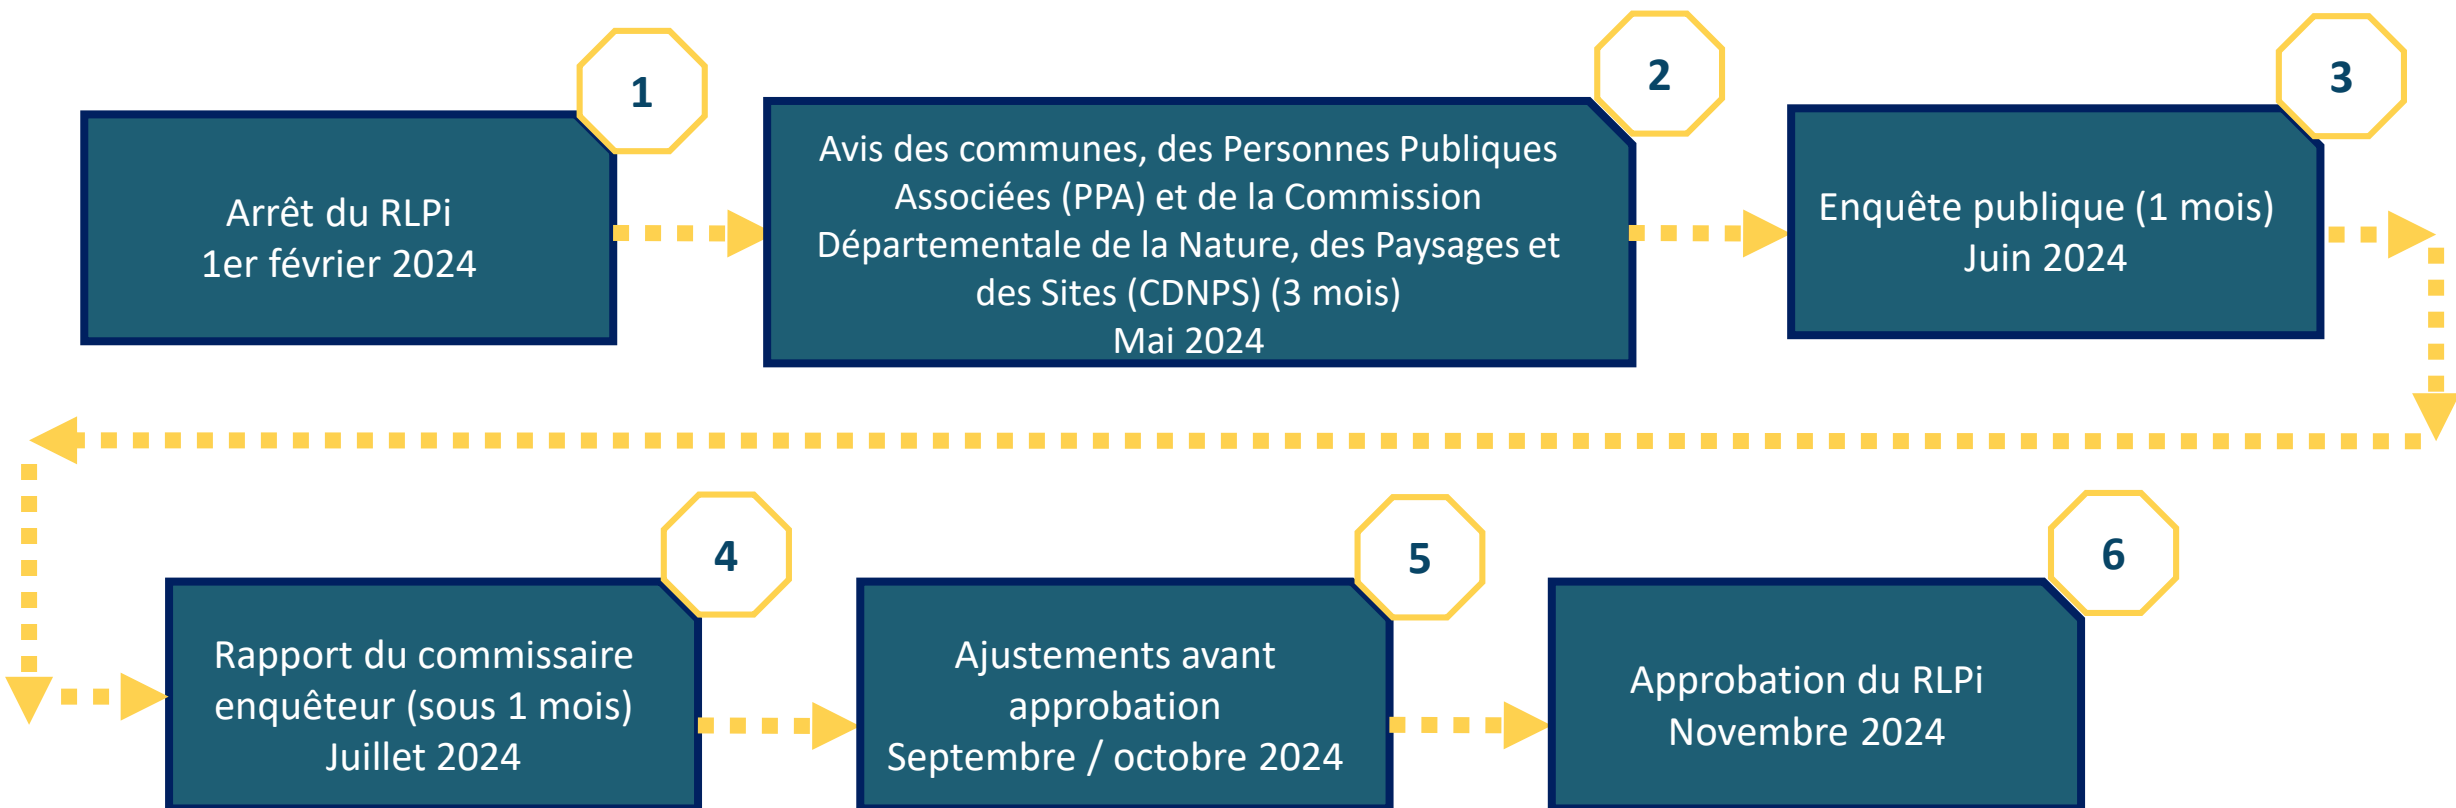 1
Arrêt du RLPi
1er février 2024
2
Avis des communes, des Personnes Publiques
Associées (PPA) et de la Commission
Départementale de la Nature, des Paysages et
des Sites (CDNPS) (3 mois)
Mai 2024
3
Enquête publique (1 mois)
Juin 2024
4
Rapport du commissaire
enquêteur (sous 1 mois)
Juillet 2024
5
Ajustements avant
approbation
Septembre / octobre 2024
6
Approbation du RLPi
Novembre 2024